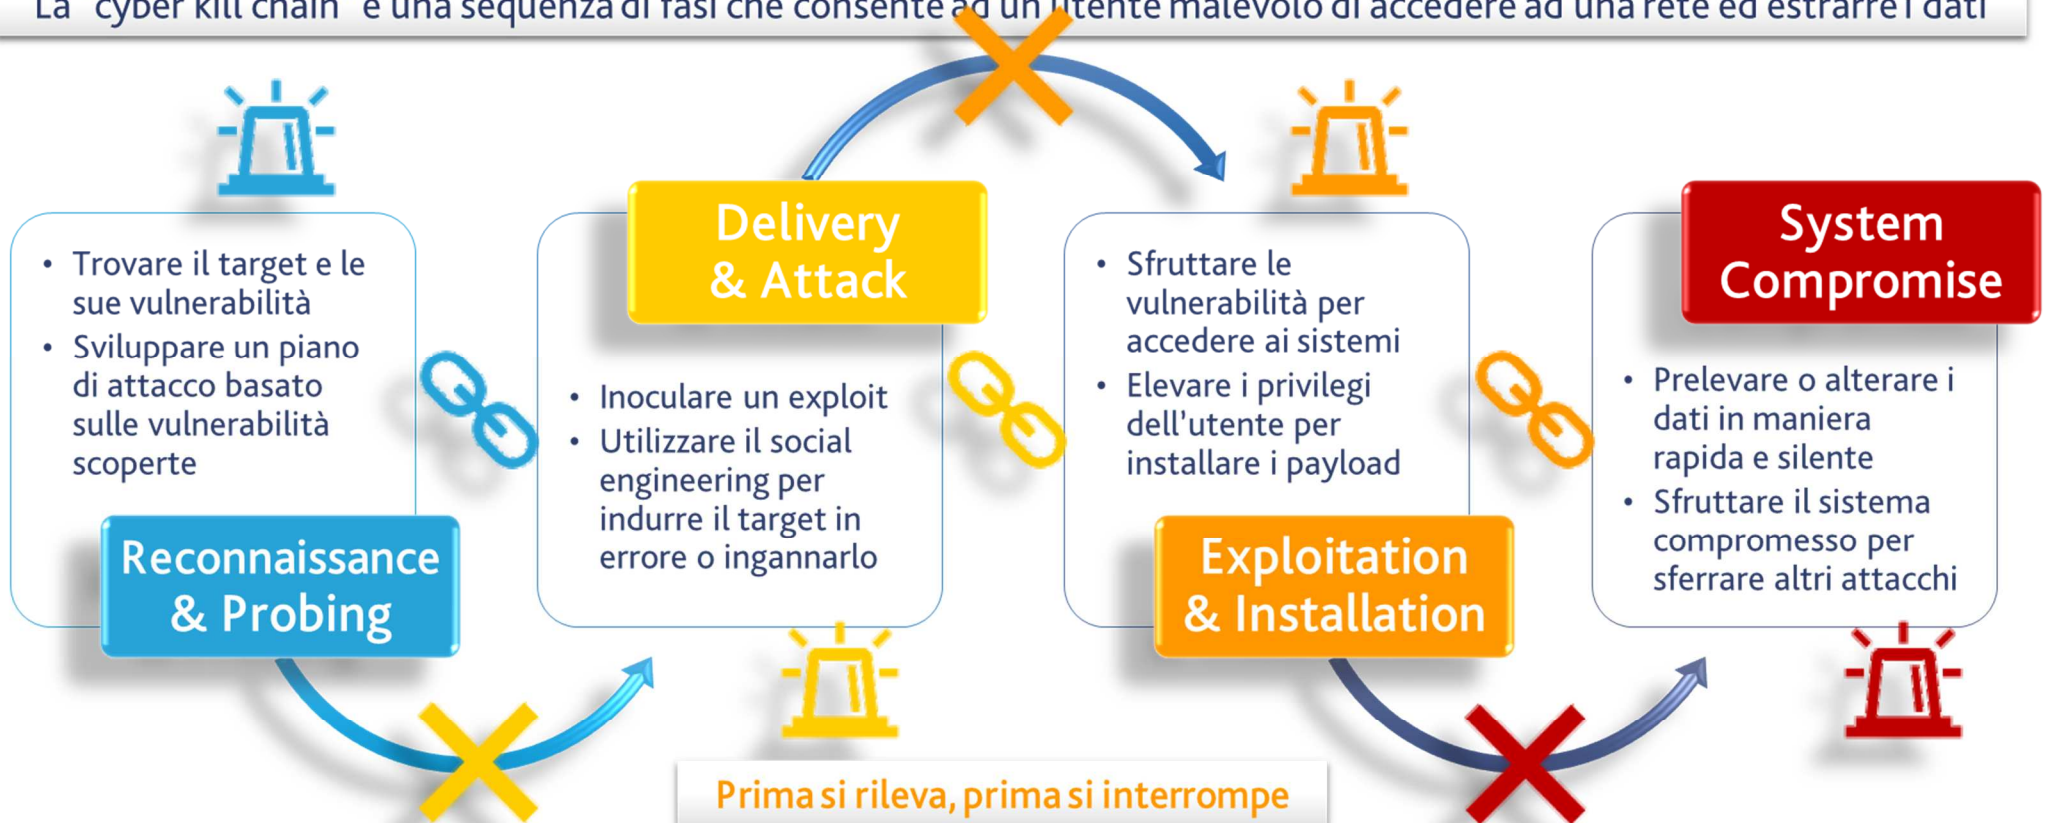 La "cyber kill chain" è una sequenza di fasi che consente ad un utente malevolo di accedere ad una rete ed estrarre i dati
• Trovare il target e le
sue vulnerabilità
• Sviluppare un piano
di attacco basato
sulle vulnerabilità
scoperte
Reconnaissance
& Probing
Delivery
& Attack
• Inoculare un exploit
• Utilizzare il social
engineering per
indurre il target in
errore o ingannarlo
• Sfruttare le
vulnerabilità per
accedere ai sistemi
• Elevare i privilegi
dell'utente per
installare i payload
Exploitation
& Installation
System
Compromise
• Prelevare o alterare i
dati in maniera
rapida e silente
• Sfruttare il sistema
compromesso per
sferrare altri attacchi
Prima si rileva, prima si interrompe